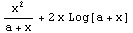 x²/(a + x) + 2 x Log[a + x]